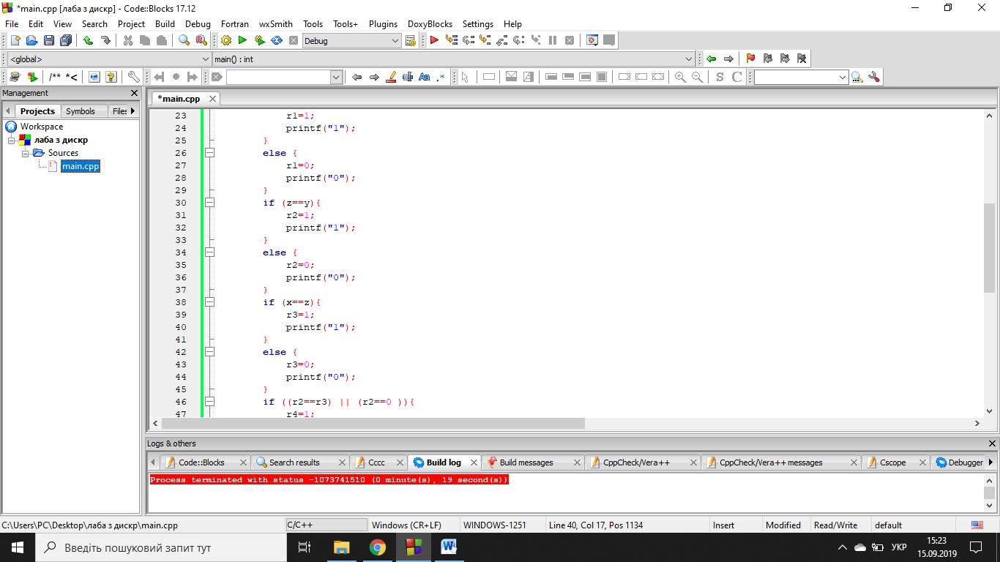 *main.cpp [лаба з дискр] - Code::Blocks 17.12
File Edit View Search Project Build Debug Fortran wxSmith Tools Tools+ Plugins DoxyBlocks Settings Help
Debug
<global> main() : int
/** *<
Aa .* S C
Management
*main.cpp
Projects Symbols Files
Workspace
лаба з дискр
Sources
main.cpp
23 r1=1;
24 printf("1");
25 }
26 else {
27 r1=0;
28 printf("0");
29 }
30 if (z==y){
31 r2=1;
32 printf("1");
33 }
34 else {
35 r2=0;
36 printf("0");
37 }
38 if (x==z){
39 r3=1;
40 printf("1");
41 }
42 else {
43 r3=0;
44 printf("0");
45 }
46 if ((r2==r3) || (r2==0 )){
47 r4=1;
Logs & others
Code::Blocks Search results Cccc Build log Build messages CppCheck/Vera++ CppCheck/Vera++ messages Cscope Debugger
Process terminated with status -1073741510 (0 minute(s), 19 second(s))
C:\Users\PC\Desktop\лаба з дискр\main.cpp C/C++ Windows (CR+LF) WINDOWS-1251 Line 40, Col 17, Pos 1134 Insert Modified Read/Write default
Введіть пошуковий запит тут
УКР
15:23
15.09.2019